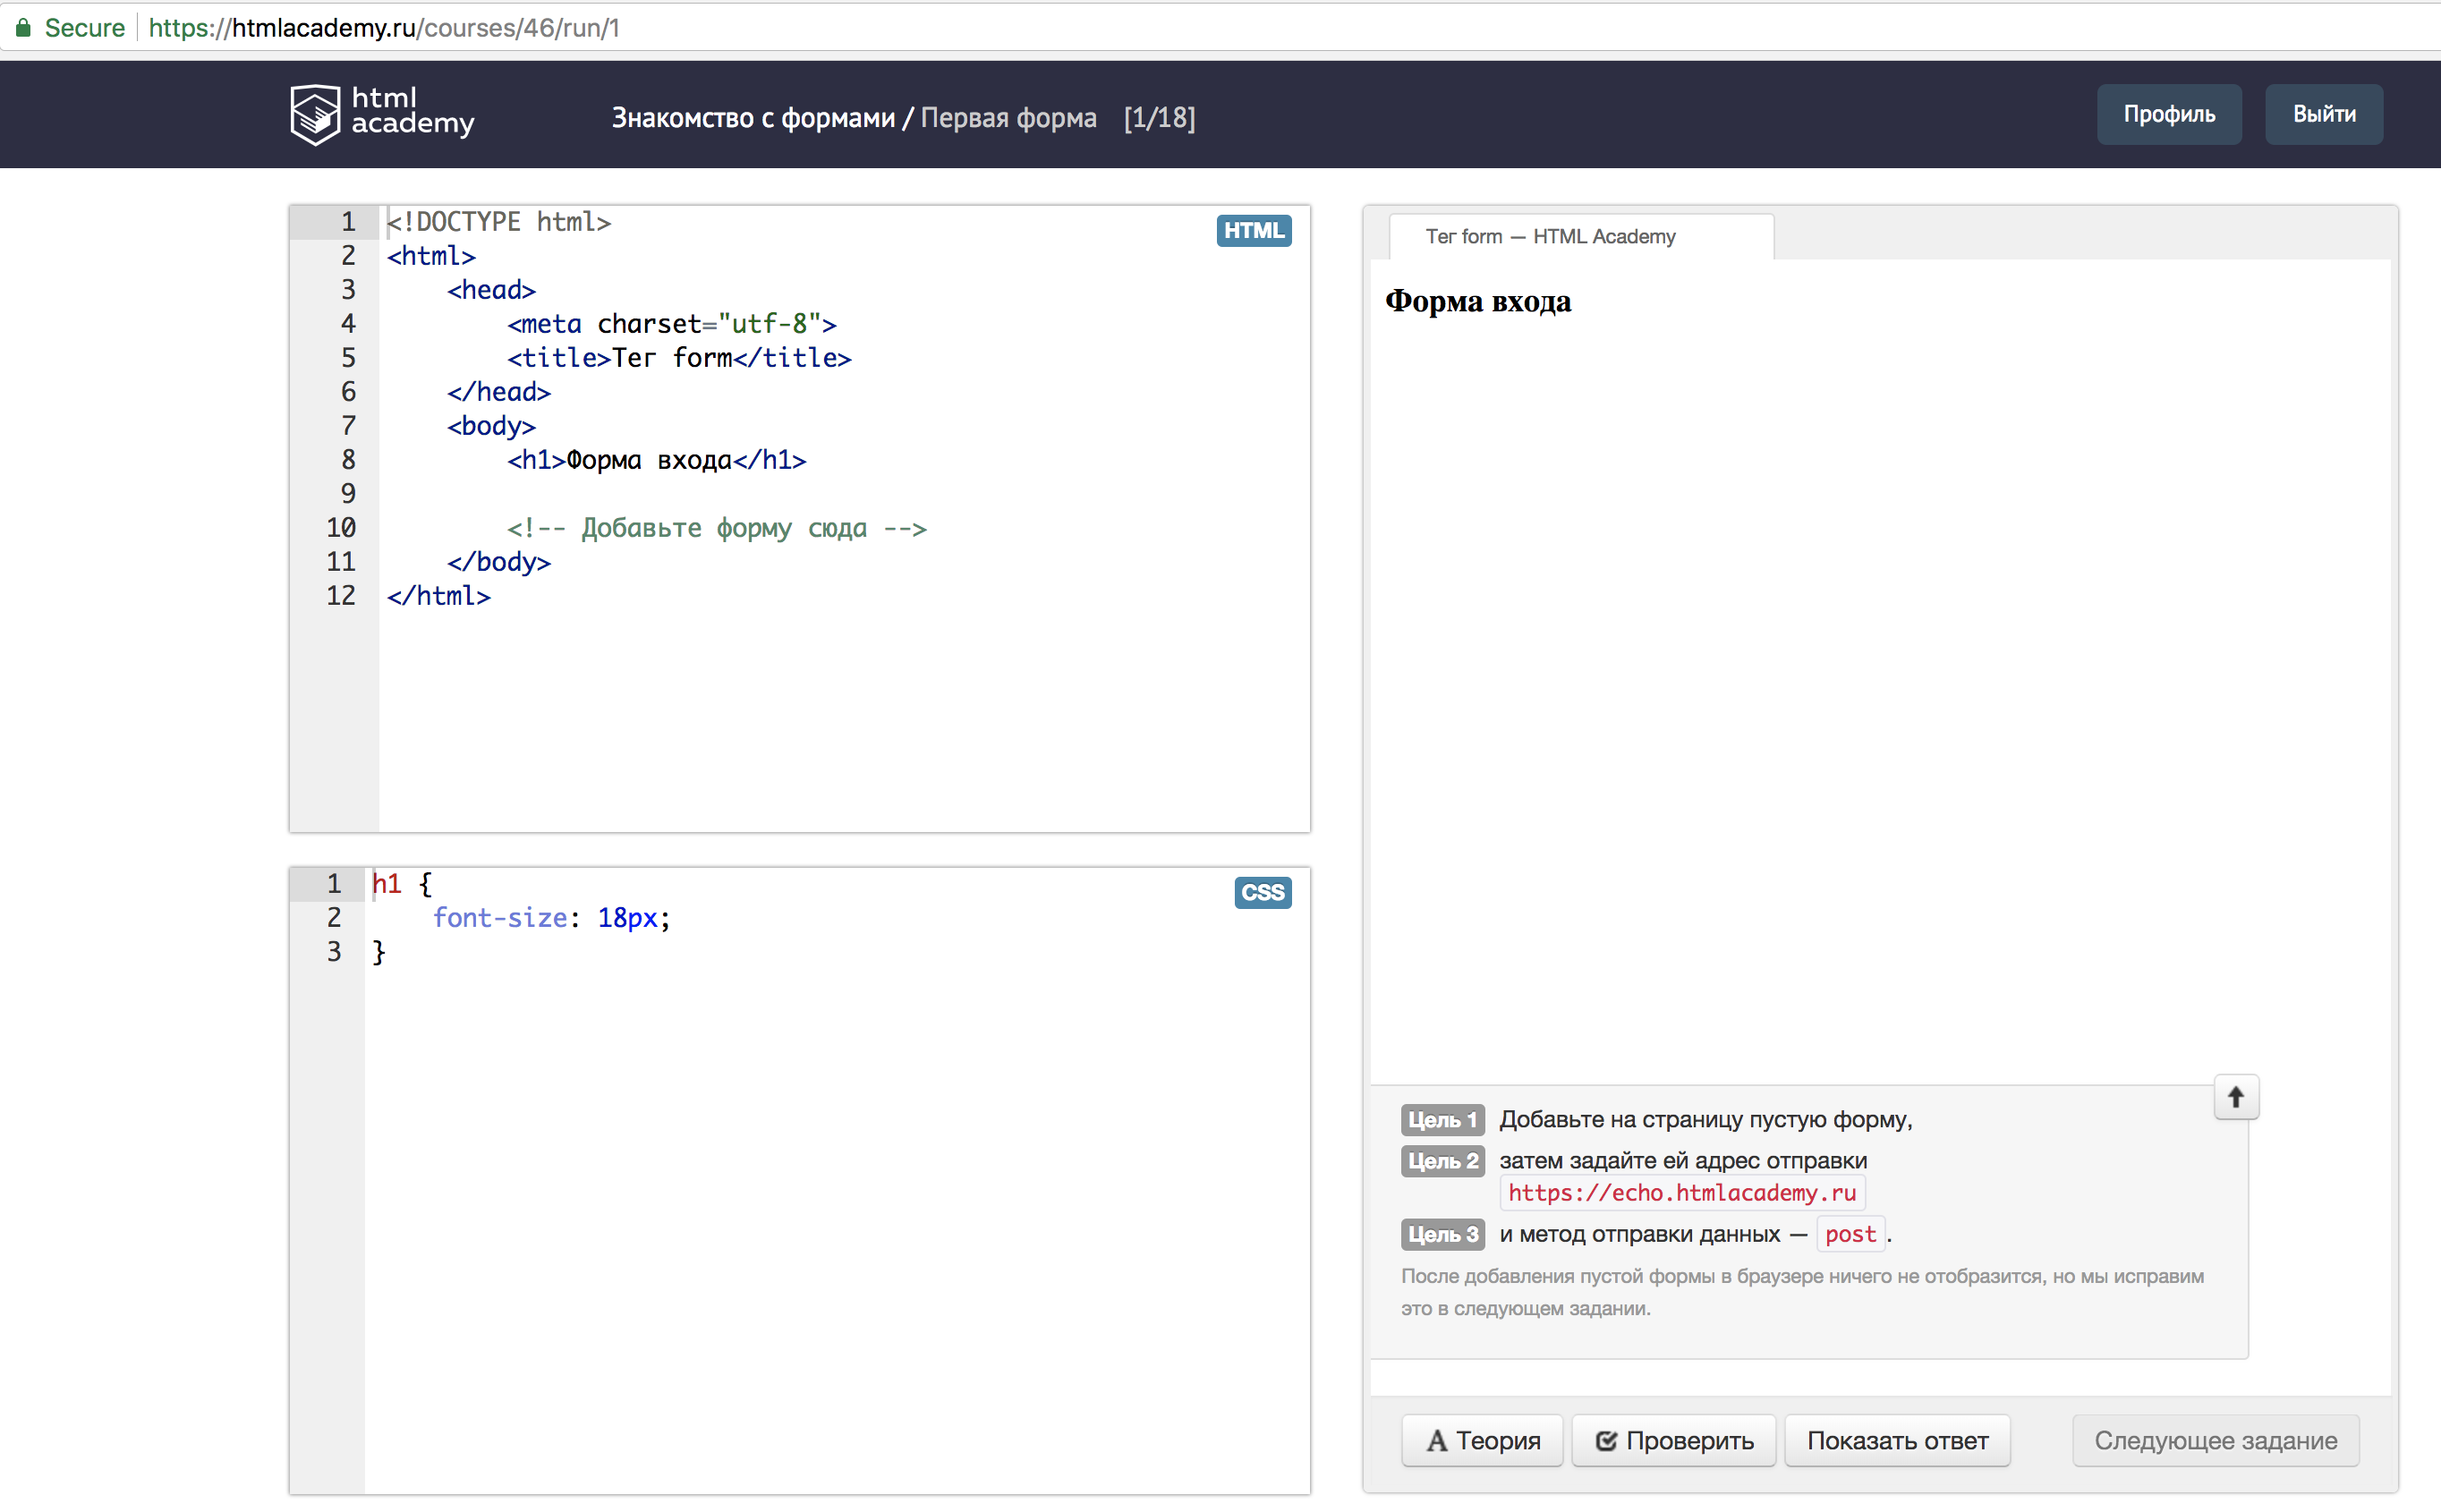 Secure https://htmlacademy.ru/courses/46/run/1
html
academy
Знакомство с формами / Первая форма [1/18]
Профиль
Выйти
1 <!DOCTYPE html>
HTML
2 <html>
3 <head>
4 <meta charset="utf-8">
5 <title>Тег form</title>
6 </head>
7 <body>
8 <h1>Форма входа</h1>
9
10 <!-- Добавьте форму сюда -->
11 </body>
12 </html>
1 h1 {
CSS
2 font-size: 18px;
3 }
Тег form — HTML Academy
Форма входа
Цель 1 Добавьте на страницу пустую форму,
Цель 2 затем задайте ей адрес отправки
https://echo.htmlacademy.ru
Цель 3 и метод отправки данных — post.
После добавления пустой формы в браузере ничего не отобразится, но мы исправим
это в следующем задании.
Теория
Проверить
Показать ответ
Следующее задание